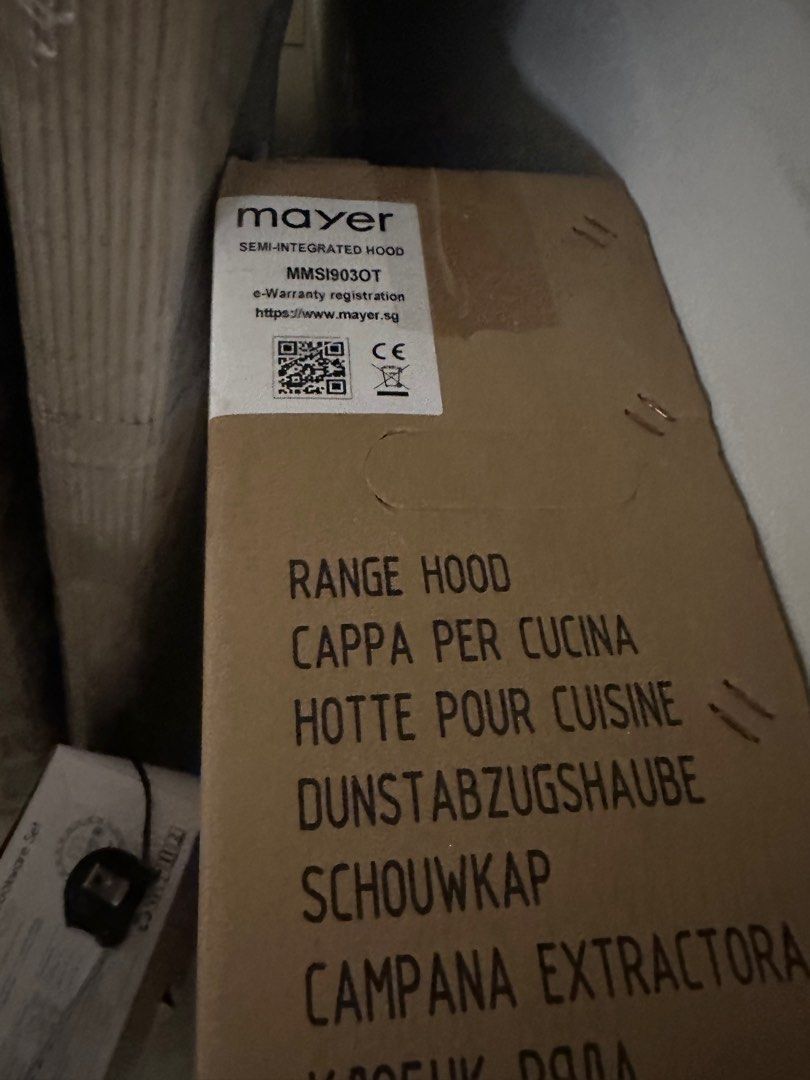 mayer
SEMI-INTEGRATED HOOD
MMSI903OT
e-Warranty registration
https://www.mayer.sg
CE
RANGE HOOD
CAPPA PER CUCINA
HOTTE POUR CUISINE
DUNSTABZUGSHAUBE
SCHOUWKAP
CAMPANA EXTRACTORA
Set